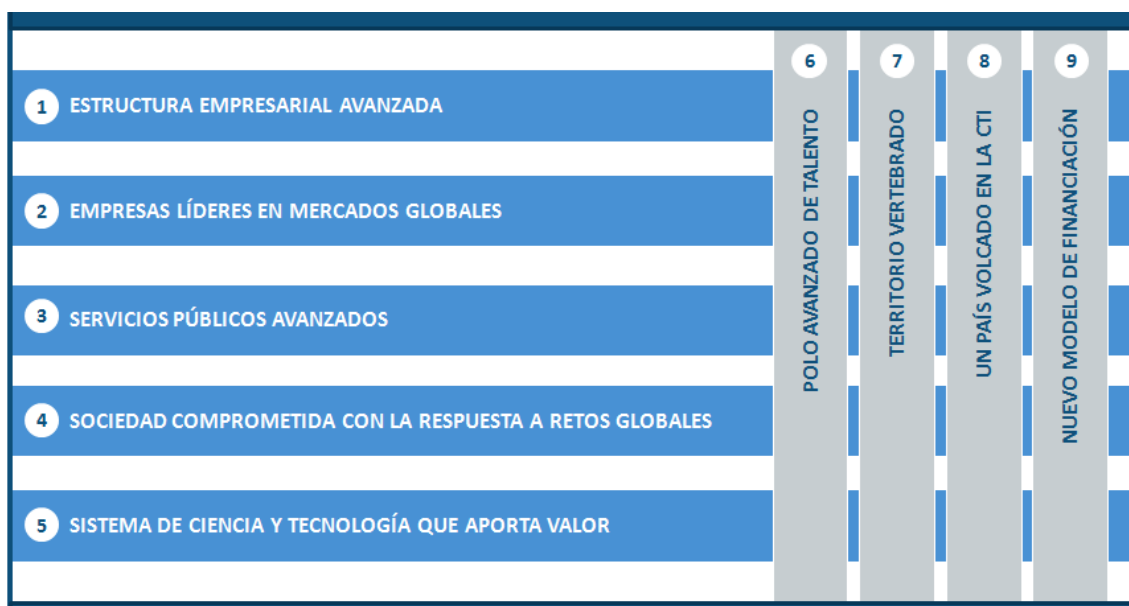 1 ESTRUCTURA EMPRESARIAL AVANZADA
2 EMPRESAS LÍDERES EN MERCADOS GLOBALES
3 SERVICIOS PÚBLICOS AVANZADOS
4 SOCIEDAD COMPROMETIDA CON LA RESPUESTA A RETOS GLOBALES
5 SISTEMA DE CIENCIA Y TECNOLOGÍA QUE APORTA VALOR
6 POLO AVANZADO DE TALENTO
7 TERRITORIO VERTEBRADO
8 UN PAÍS VOLCADO EN LA CTI
9 NUEVO MODELO DE FINANCIACIÓN